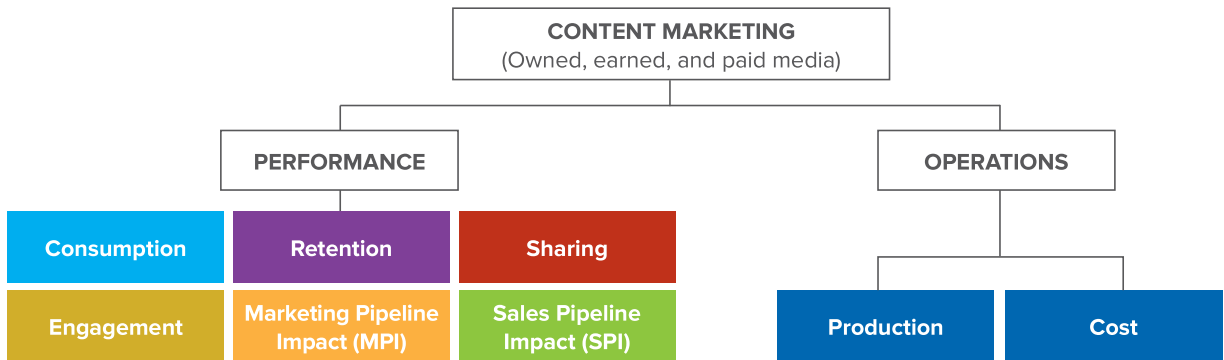 CONTENT MARKETING
(Owned, earned, and paid media)
PERFORMANCE
OPERATIONS
Consumption
Retention
Sharing
Engagement
Marketing Pipeline
Impact (MPI)
Sales Pipeline
Impact (SPI)
Production
Cost